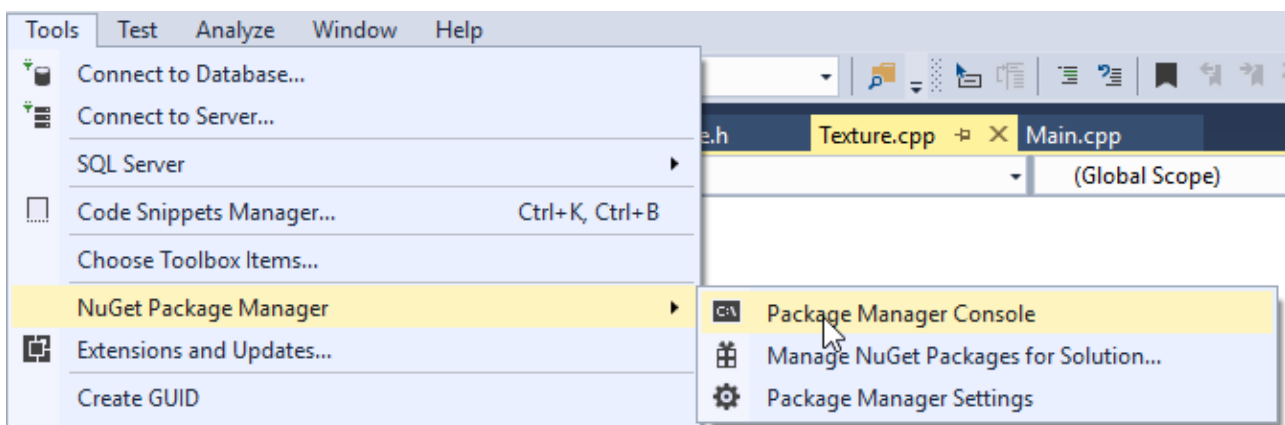 Tools Test Analyze Window Help
Connect to Database...
Connect to Server...
e.h Texture.cpp Main.cpp
SQL Server
(Global Scope)
Code Snippets Manager... Ctrl+K, Ctrl+B
Choose Toolbox Items...
NuGet Package Manager
Package Manager Console
Extensions and Updates...
Manage NuGet Packages for Solution...
Create GUID
Package Manager Settings